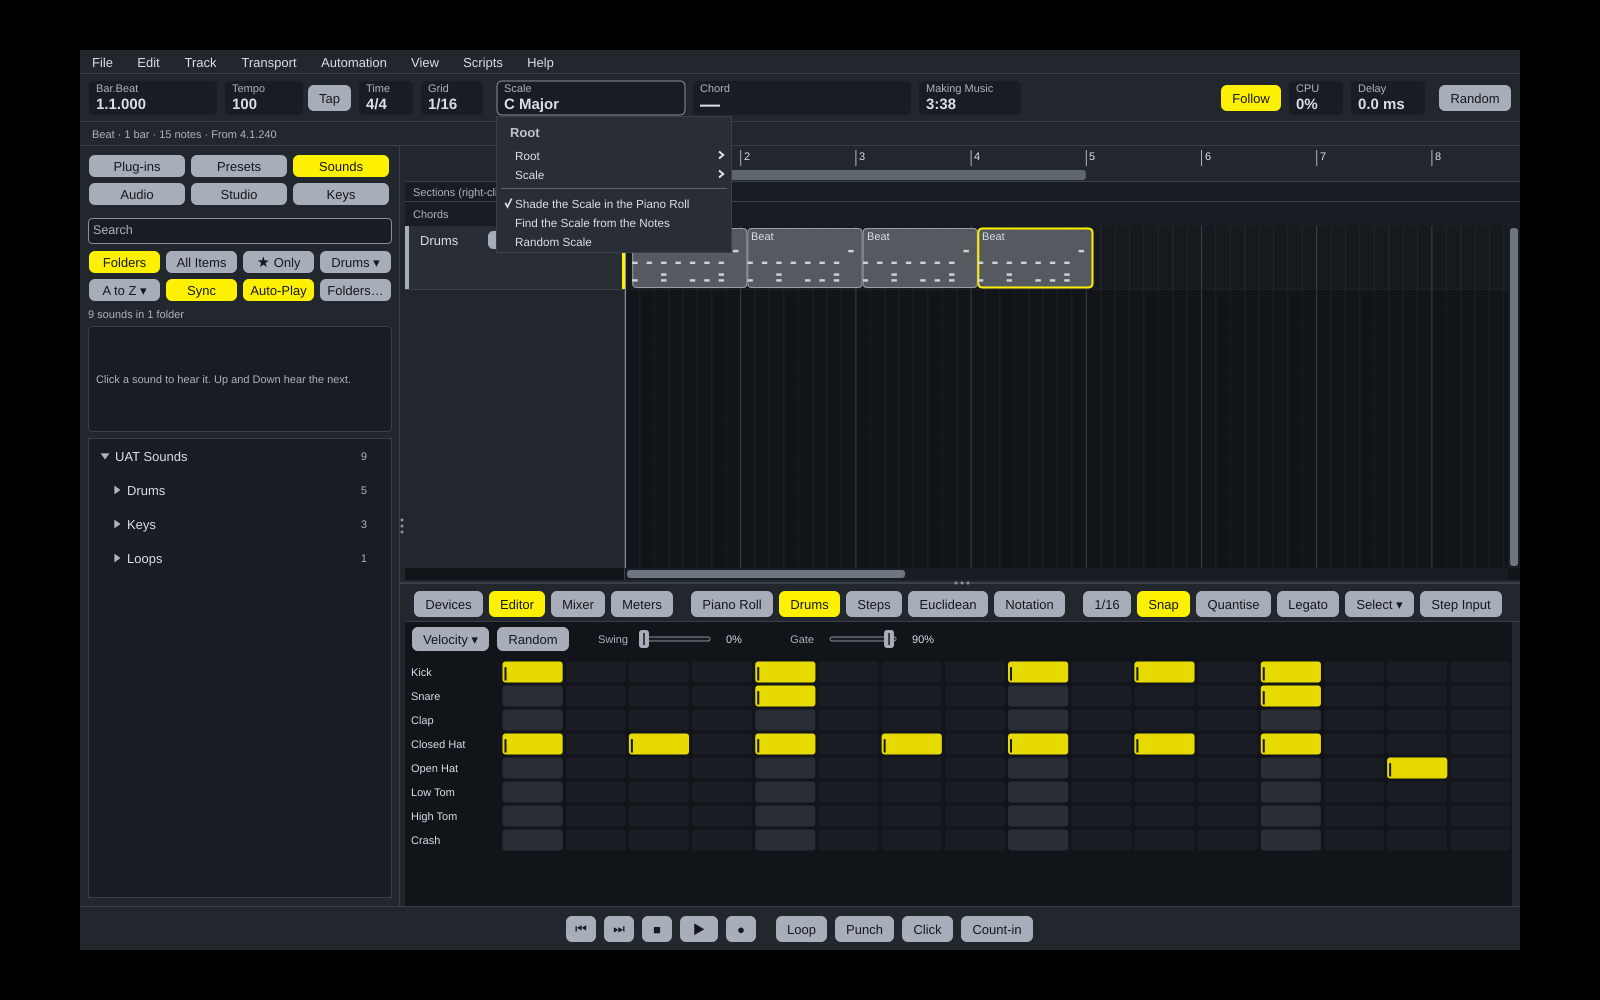 File Edit Track Transport Automation View Scripts Help
Bar.Beat Tempo Time Grid Scale Chord Making Music CPU Delay
1.1.000 100 Tap 4/4 1/16 C Major — 3:38 Follow 0% 0.0 ms Random
Beat · 1 bar · 15 notes · From 4.1.240
Root
Root
Scale
✓ Shade the Scale in the Piano Roll
Find the Scale from the Notes
Random Scale
Plug-ins Presets Sounds
Audio Studio Keys
Search
Folders All Items ★ Only Drums ▾
A to Z ▾ Sync Auto-Play Folders…
9 sounds in 1 folder
Click a sound to hear it. Up and Down hear the next.
UAT Sounds 9
Drums 5
Keys 3
Loops 1
2 3 4 5 6 7 8
Sections (right-cl
Chords
Drums
Beat Beat Beat
Devices Editor Mixer Meters Piano Roll Drums Steps Euclidean Notation 1/16 Snap Quantise Legato Select ▾ Step Input
Velocity ▾ Random Swing 0% Gate 90%
Kick
Snare
Clap
Closed Hat
Open Hat
Low Tom
High Tom
Crash
Loop Punch Click Count-in